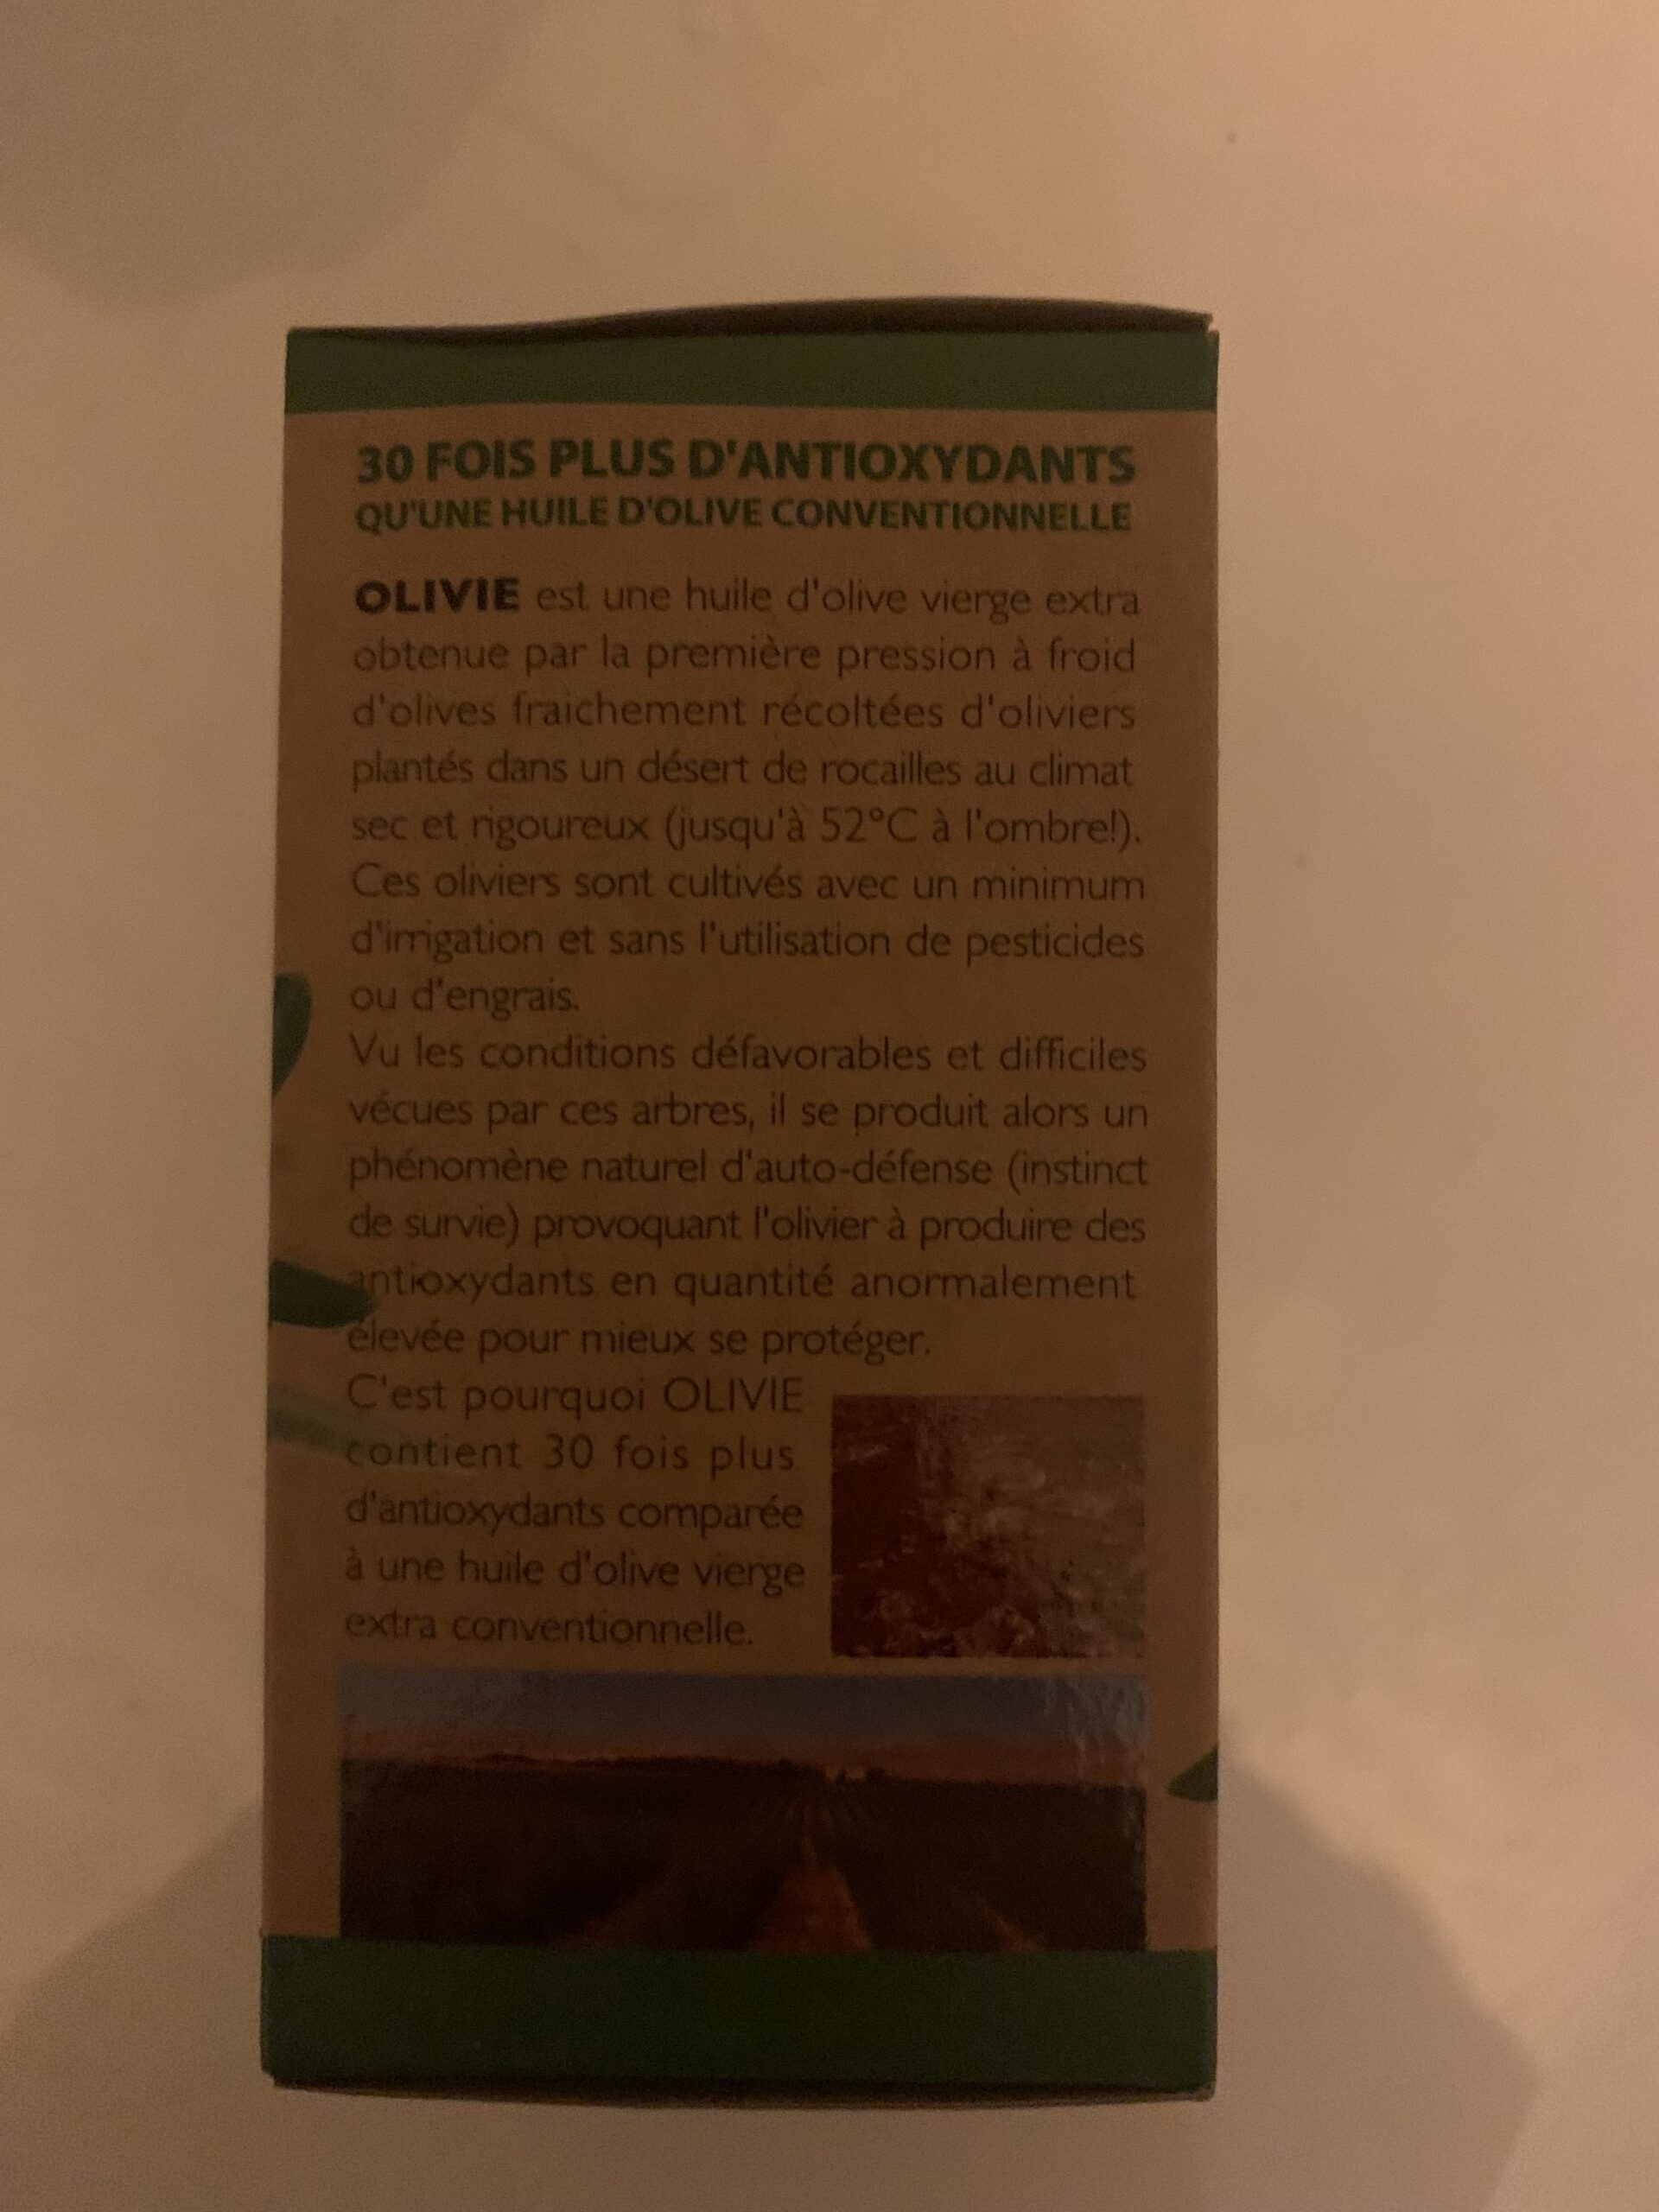 30 FOIS PLUS D'ANTIOXYDANTS
QU'UNE HUILE D'OLIVE CONVENTIONNELLE
OLIVIE est une huile d'olive vierge extra
obtenue par la première pression à froid
d'olives fraichement récoltées d'oliviers
plantés dans un désert de rocailles au climat
sec et rigoureux (jusqu'à 52°C à l'ombre!).
Ces oliviers sont cultivés avec un minimum
d'irrigation et sans l'utilisation de pesticides
ou d'engrais.
Vu les conditions défavorables et difficiles
vécues par ces arbres, il se produit alors un
phénomène naturel d'auto-défense (instinct
de survie) provoquant l'olivier à produire des
antioxydants en quantité anormalement
élevée pour mieux se protéger.
C'est pourquoi OLIVIE
contient 30 fois plus
d'antioxydants comparée
à une huile d'olive vierge
extra conventionnelle.